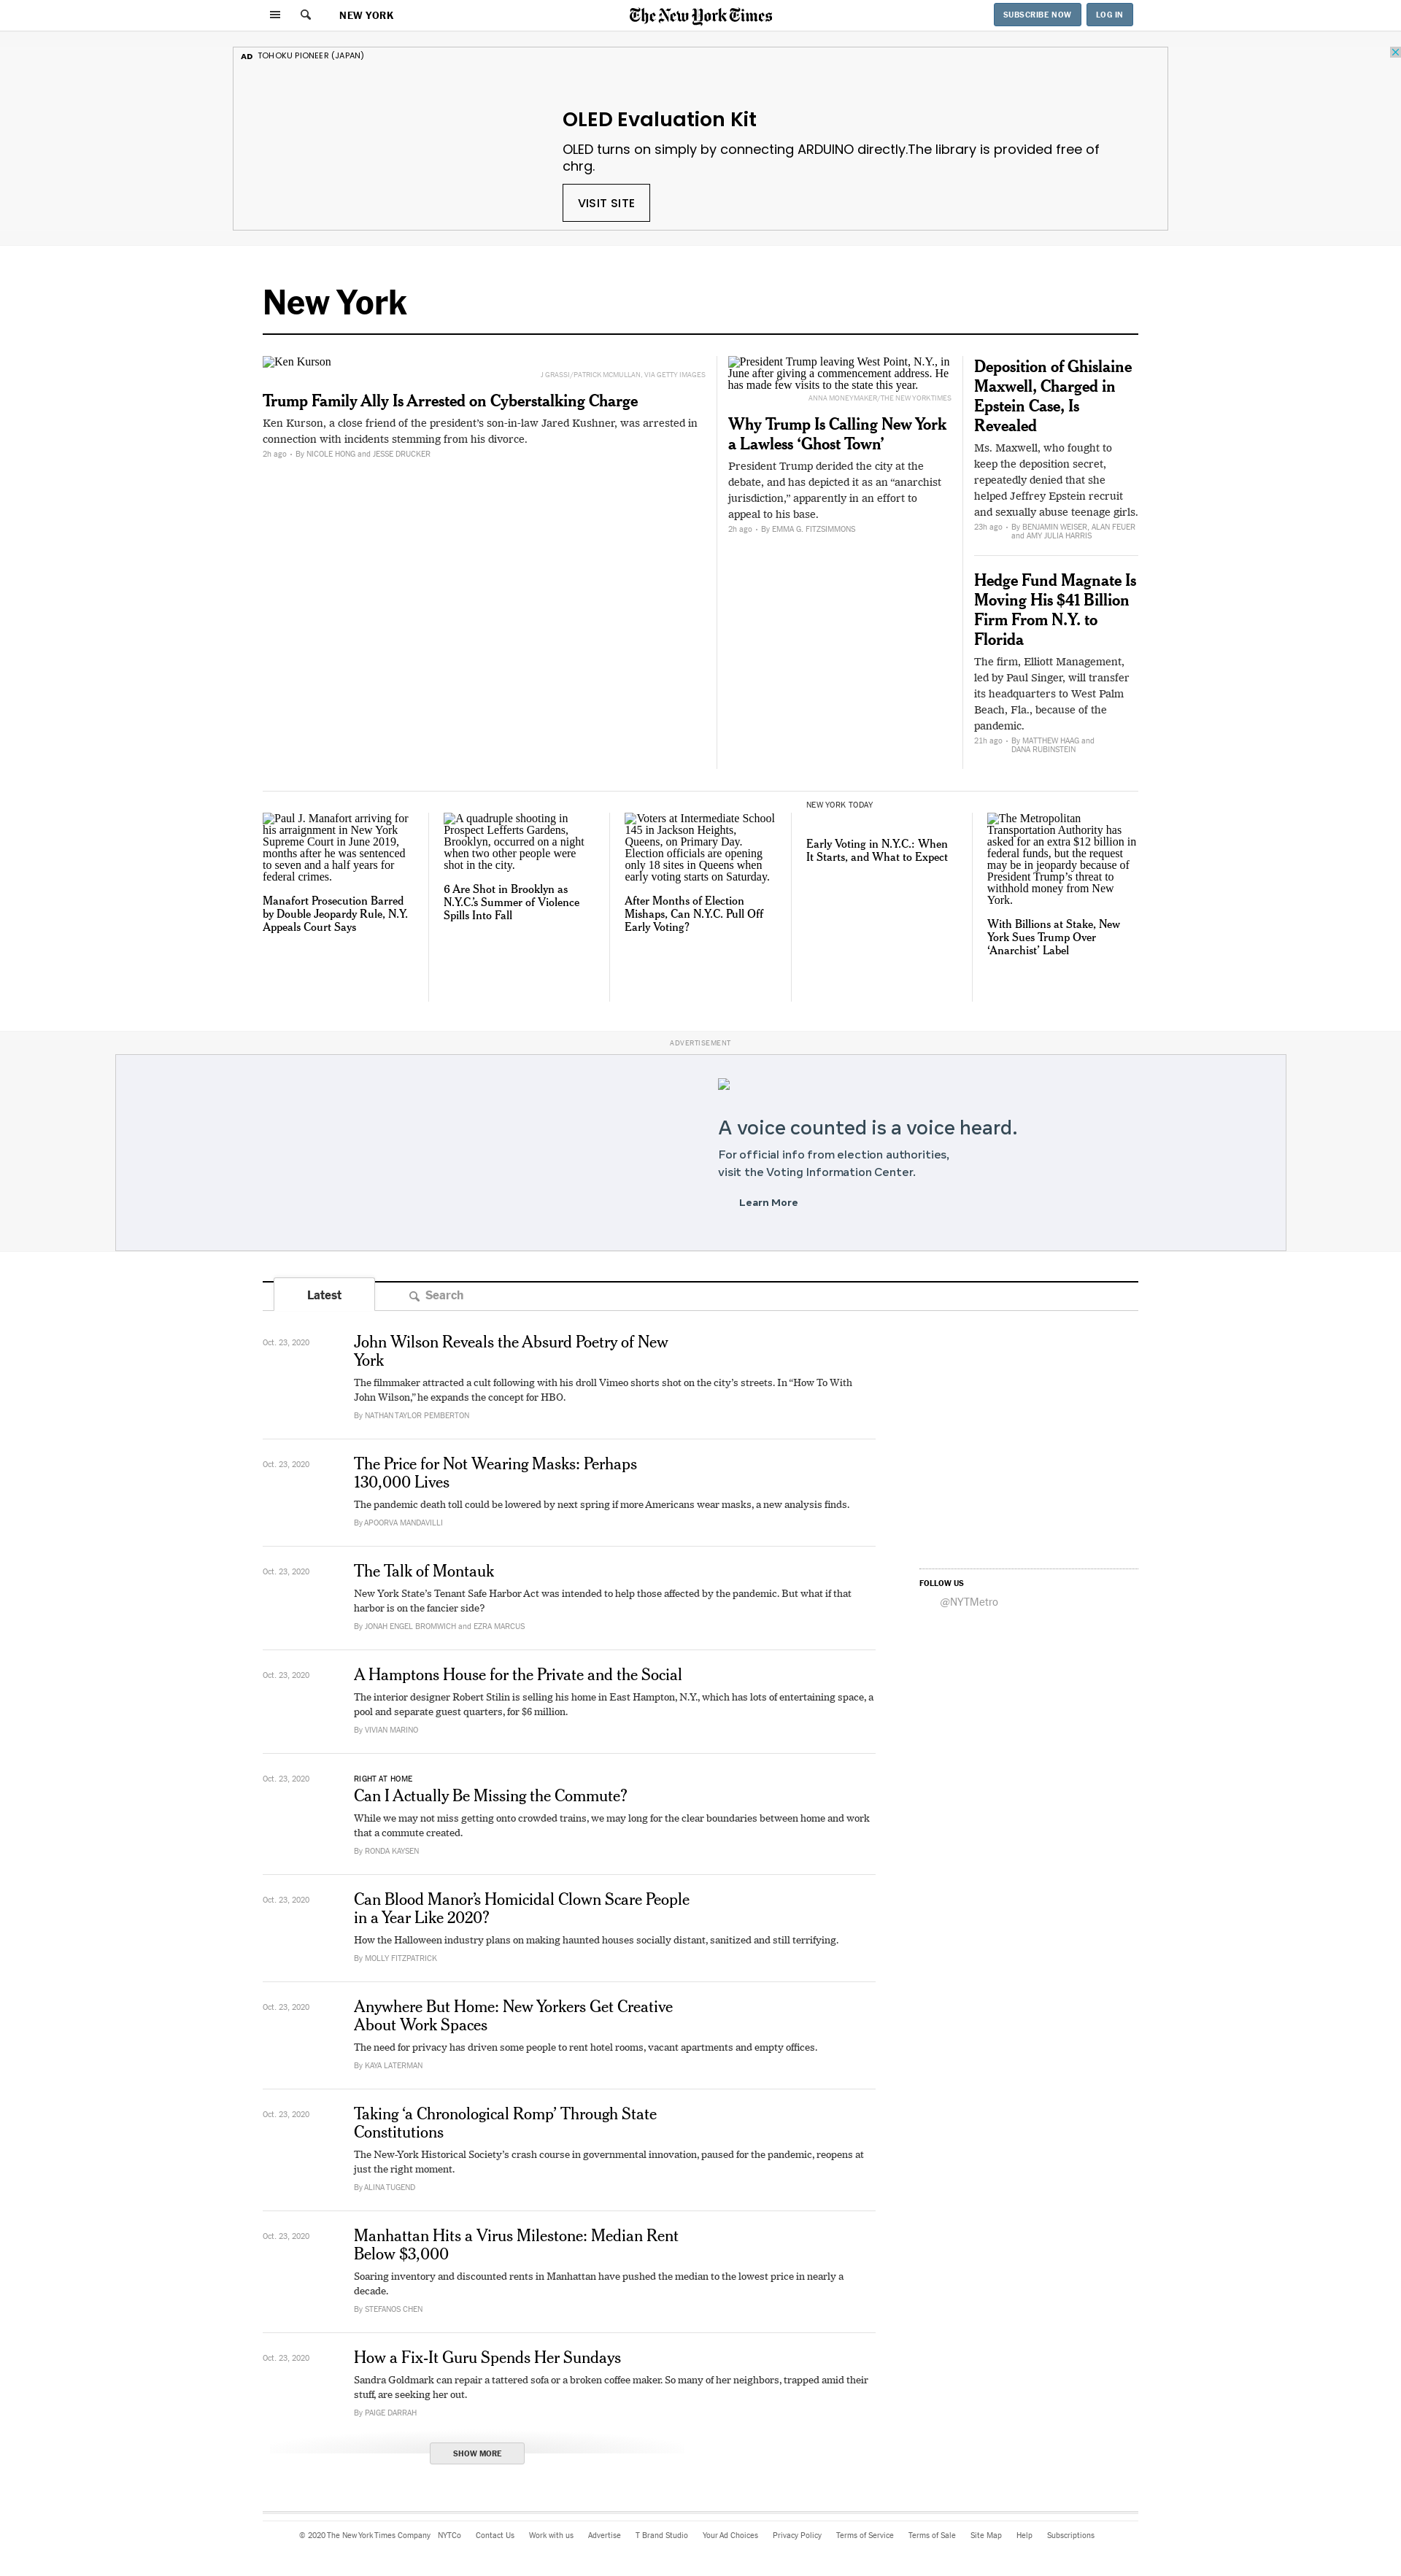 NEW YORK
The New York Times
SUBSCRIBE NOW
LOG IN
AD TOHOKU PIONEER (JAPAN)
OLED Evaluation Kit
OLED turns on simply by connecting ARDUINO directly.The library is provided free of
chrg.
VISIT SITE
New York
Ken Kurson
J GRASSI/PATRICK MCMULLAN, VIA GETTY IMAGES
Trump Family Ally Is Arrested on Cyberstalking Charge
Ken Kurson, a close friend of the president’s son-in-law Jared Kushner, was arrested in
connection with incidents stemming from his divorce.
2h ago • By NICOLE HONG and JESSE DRUCKER
President Trump leaving West Point, N.Y., in
June after giving a commencement address. He
has made few visits to the state this year.
ANNA MONEYMAKER/THE NEW YORK TIMES
Why Trump Is Calling New York
a Lawless ‘Ghost Town’
President Trump derided the city at the
debate, and has depicted it as an “anarchist
jurisdiction,” apparently in an effort to
appeal to his base.
2h ago • By EMMA G. FITZSIMMONS
Deposition of Ghislaine
Maxwell, Charged in
Epstein Case, Is
Revealed
Ms. Maxwell, who fought to
keep the deposition secret,
repeatedly denied that she
helped Jeffrey Epstein recruit
and sexually abuse teenage girls.
23h ago • By BENJAMIN WEISER, ALAN FEUER
and AMY JULIA HARRIS
Hedge Fund Magnate Is
Moving His $41 Billion
Firm From N.Y. to
Florida
The firm, Elliott Management,
led by Paul Singer, will transfer
its headquarters to West Palm
Beach, Fla., because of the
pandemic.
21h ago • By MATTHEW HAAG and
DANA RUBINSTEIN
Paul J. Manafort arriving for
his arraignment in New York
Supreme Court in June 2019,
months after he was sentenced
to seven and a half years for
federal crimes.
Manafort Prosecution Barred
by Double Jeopardy Rule, N.Y.
Appeals Court Says
A quadruple shooting in
Prospect Lefferts Gardens,
Brooklyn, occurred on a night
when two other people were
shot in the city.
6 Are Shot in Brooklyn as
N.Y.C.’s Summer of Violence
Spills Into Fall
Voters at Intermediate School
145 in Jackson Heights,
Queens, on Primary Day.
Election officials are opening
only 18 sites in Queens when
early voting starts on Saturday.
After Months of Election
Mishaps, Can N.Y.C. Pull Off
Early Voting?
NEW YORK TODAY
Early Voting in N.Y.C.: When
It Starts, and What to Expect
The Metropolitan
Transportation Authority has
asked for an extra $12 billion in
federal funds, but the request
may be in jeopardy because of
President Trump’s threat to
withhold money from New
York.
With Billions at Stake, New
York Sues Trump Over
‘Anarchist’ Label
ADVERTISEMENT
A voice counted is a voice heard.
For official info from election authorities,
visit the Voting Information Center.
Learn More
Latest
Search
Oct. 23, 2020
John Wilson Reveals the Absurd Poetry of New
York
The filmmaker attracted a cult following with his droll Vimeo shorts shot on the city’s streets. In “How To With
John Wilson,” he expands the concept for HBO.
By NATHAN TAYLOR PEMBERTON
Oct. 23, 2020
The Price for Not Wearing Masks: Perhaps
130,000 Lives
The pandemic death toll could be lowered by next spring if more Americans wear masks, a new analysis finds.
By APOORVA MANDAVILLI
Oct. 23, 2020
The Talk of Montauk
New York State’s Tenant Safe Harbor Act was intended to help those affected by the pandemic. But what if that
harbor is on the fancier side?
By JONAH ENGEL BROMWICH and EZRA MARCUS
FOLLOW US
@NYTMetro
Oct. 23, 2020
A Hamptons House for the Private and the Social
The interior designer Robert Stilin is selling his home in East Hampton, N.Y., which has lots of entertaining space, a
pool and separate guest quarters, for $6 million.
By VIVIAN MARINO
Oct. 23, 2020
RIGHT AT HOME
Can I Actually Be Missing the Commute?
While we may not miss getting onto crowded trains, we may long for the clear boundaries between home and work
that a commute created.
By RONDA KAYSEN
Oct. 23, 2020
Can Blood Manor’s Homicidal Clown Scare People
in a Year Like 2020?
How the Halloween industry plans on making haunted houses socially distant, sanitized and still terrifying.
By MOLLY FITZPATRICK
Oct. 23, 2020
Anywhere But Home: New Yorkers Get Creative
About Work Spaces
The need for privacy has driven some people to rent hotel rooms, vacant apartments and empty offices.
By KAYA LATERMAN
Oct. 23, 2020
Taking ‘a Chronological Romp’ Through State
Constitutions
The New-York Historical Society’s crash course in governmental innovation, paused for the pandemic, reopens at
just the right moment.
By ALINA TUGEND
Oct. 23, 2020
Manhattan Hits a Virus Milestone: Median Rent
Below $3,000
Soaring inventory and discounted rents in Manhattan have pushed the median to the lowest price in nearly a
decade.
By STEFANOS CHEN
Oct. 23, 2020
How a Fix-It Guru Spends Her Sundays
Sandra Goldmark can repair a tattered sofa or a broken coffee maker. So many of her neighbors, trapped amid their
stuff, are seeking her out.
By PAIGE DARRAH
SHOW MORE
© 2020 The New York Times Company NYTCo Contact Us Work with us Advertise T Brand Studio Your Ad Choices Privacy Policy Terms of Service Terms of Sale Site Map Help Subscriptions